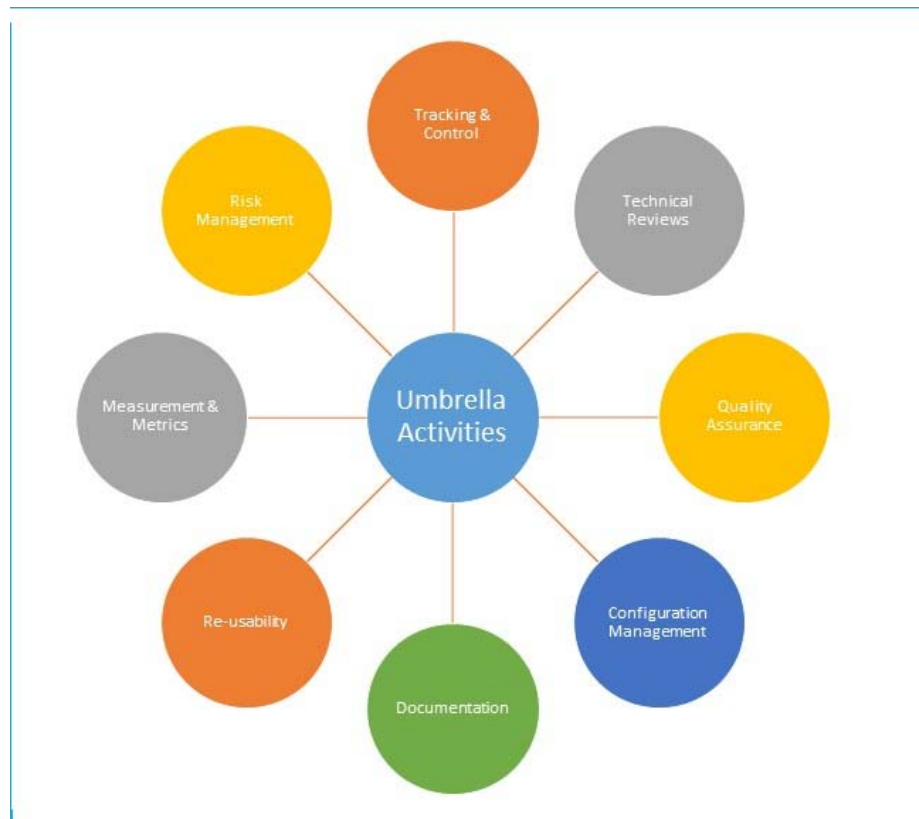 Tracking &
Control
Technical
Reviews
Quality
Assurance
Configuration
Management
Documentation
Re-usability
Measurement &
Metrics
Risk
Management
Umbrella
Activities